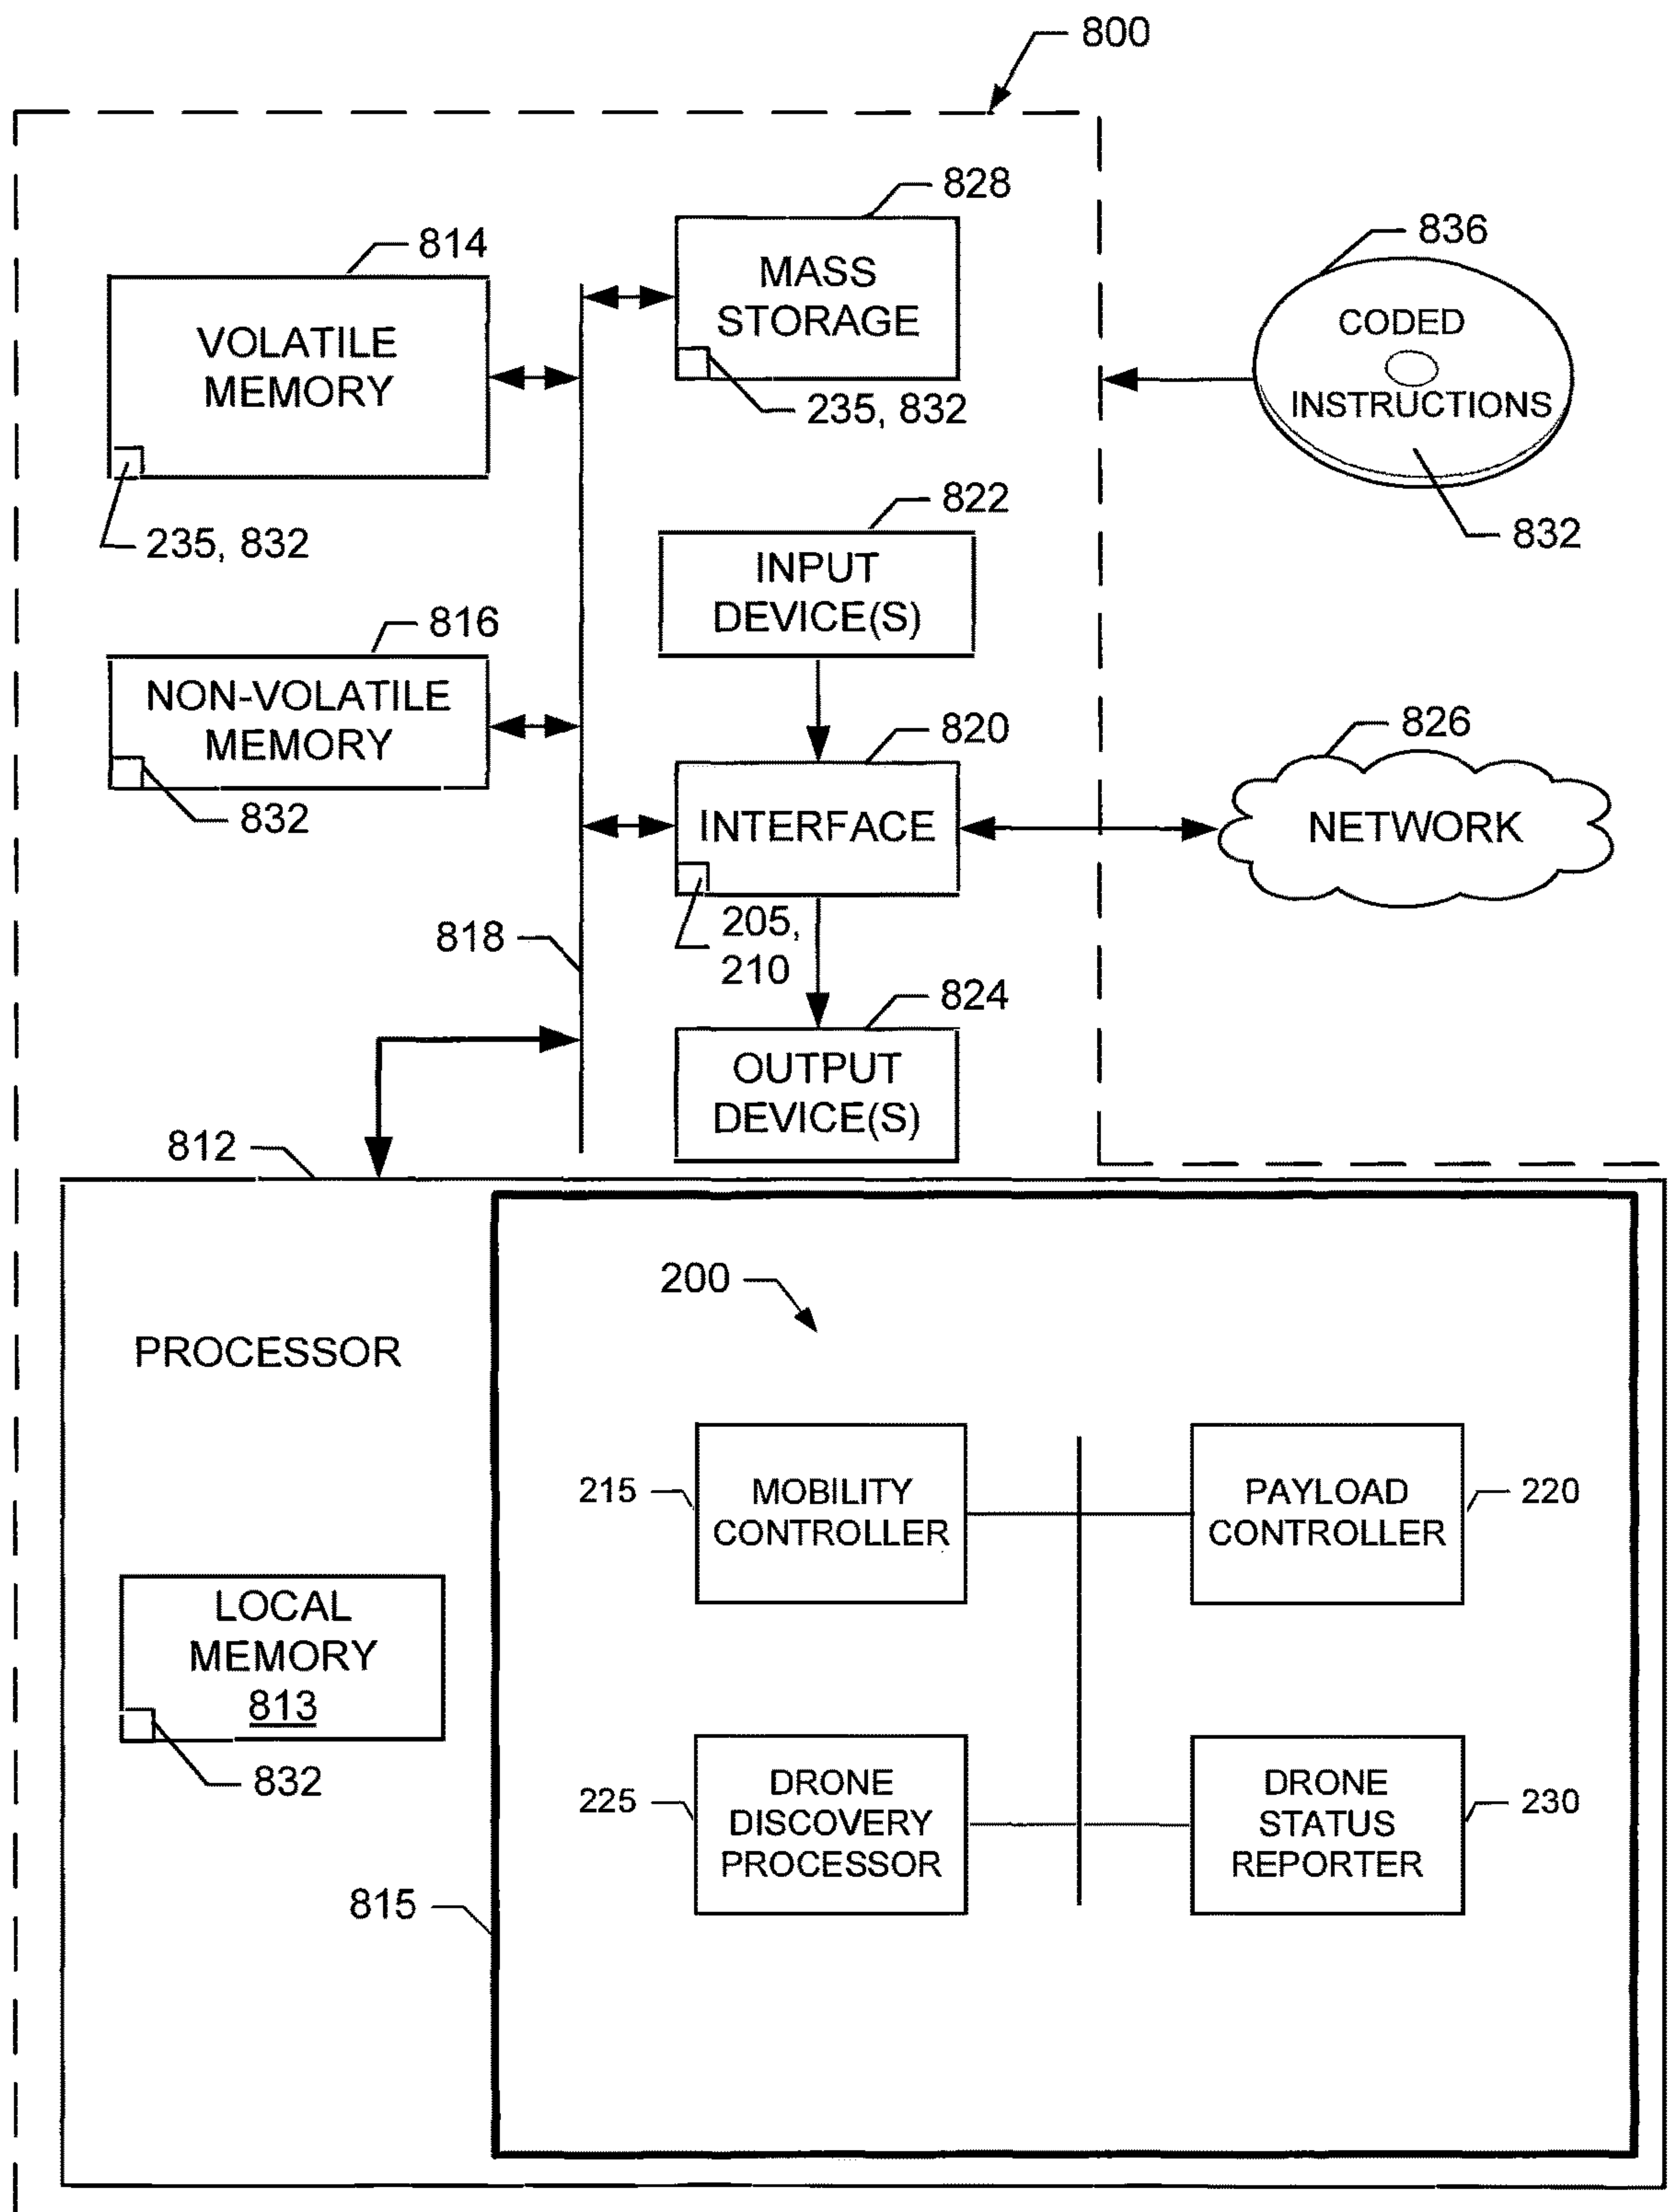 800
828
814
836
MASS
STORAGE
CODED
INSTRUCTIONS
VOLATILE
MEMORY
235, 832
822
832
235, 832
INPUT
DEVICE(S)
816
NON-VOLATILE
MEMORY
820
826
832
INTERFACE
NETWORK
205,
210
818
824
OUTPUT
DEVICE(S)
812
200
PROCESSOR
215
MOBILITY
CONTROLLER
PAYLOAD
CONTROLLER
220
LOCAL
MEMORY
813
832
225
DRONE
DISCOVERY
PROCESSOR
DRONE
STATUS
REPORTER
230
815